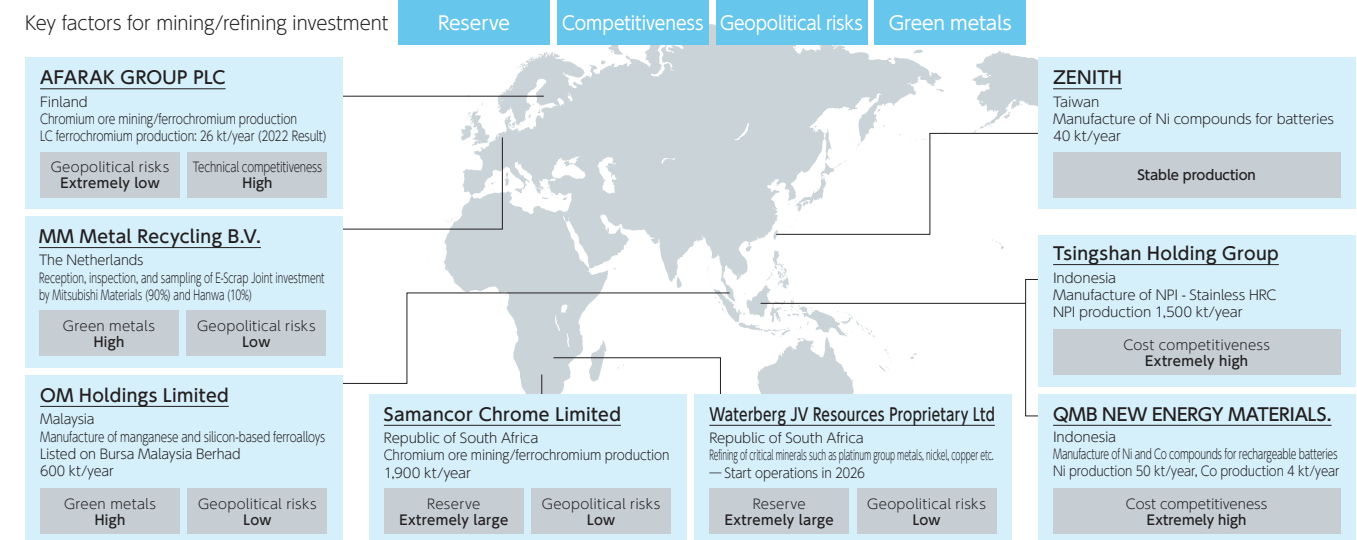 Key factors for mining/refining investment
Reserve
Competitiveness
Geopolitical risks
Green metals
AFARAK GROUP PLC
Finland
Chromium ore mining/ferrochromium production
LC ferrochromium production: 26 kt/year (2022 Result)
Geopolitical risks
Extremely low
Technical competitiveness
High
MM Metal Recycling B.V.
The Netherlands
Reception, inspection, and sampling of E-Scrap Joint investment
by Mitsubishi Materials (90%) and Hanwa (10%)
Green metals
High
Geopolitical risks
Low
OM Holdings Limited
Malaysia
Manufacture of manganese and silicon-based ferroalloys
Listed on Bursa Malaysia Berhad
600 kt/year
Green metals
High
Geopolitical risks
Low
Samancor Chrome Limited
Republic of South Africa
Chromium ore mining/ferrochromium production
1,900 kt/year
Reserve
Extremely large
Geopolitical risks
Low
Waterberg JV Resources Proprietary Ltd
Republic of South Africa
Refining of critical minerals such as platinum group metals, nickel, copper etc.
— Start operations in 2026
Reserve
Extremely large
Geopolitical risks
Low
ZENITH
Taiwan
Manufacture of Ni compounds for batteries
40 kt/year
Stable production
Tsingshan Holding Group
Indonesia
Manufacture of NPI - Stainless HRC
NPI production 1,500 kt/year
Cost competitiveness
Extremely high
QMB NEW ENERGY MATERIALS.
Indonesia
Manufacture of Ni and Co compounds for rechargeable batteries
Ni production 50 kt/year, Co production 4 kt/year
Cost competitiveness
Extremely high